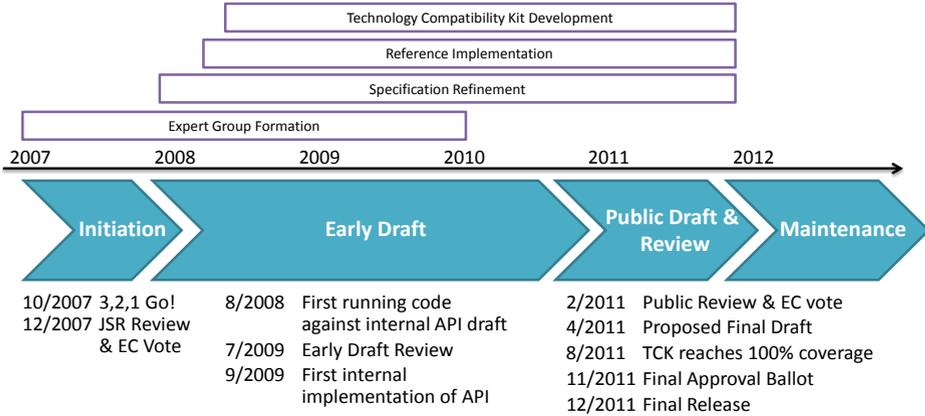 Technology Compatibility Kit Development
Reference Implementation
Specification Refinement
Expert Group Formation
2007 2008 2009 2010 2011 2012
Initiation
Early Draft
Public Draft &
Review
Maintenance
10/2007 3,2,1 Go!
12/2007 JSR Review
& EC Vote
8/2008 First running code
against internal API draft
7/2009 Early Draft Review
9/2009 First internal
implementation of API
2/2011 Public Review & EC vote
4/2011 Proposed Final Draft
8/2011 TCK reaches 100% coverage
11/2011 Final Approval Ballot
12/2011 Final Release